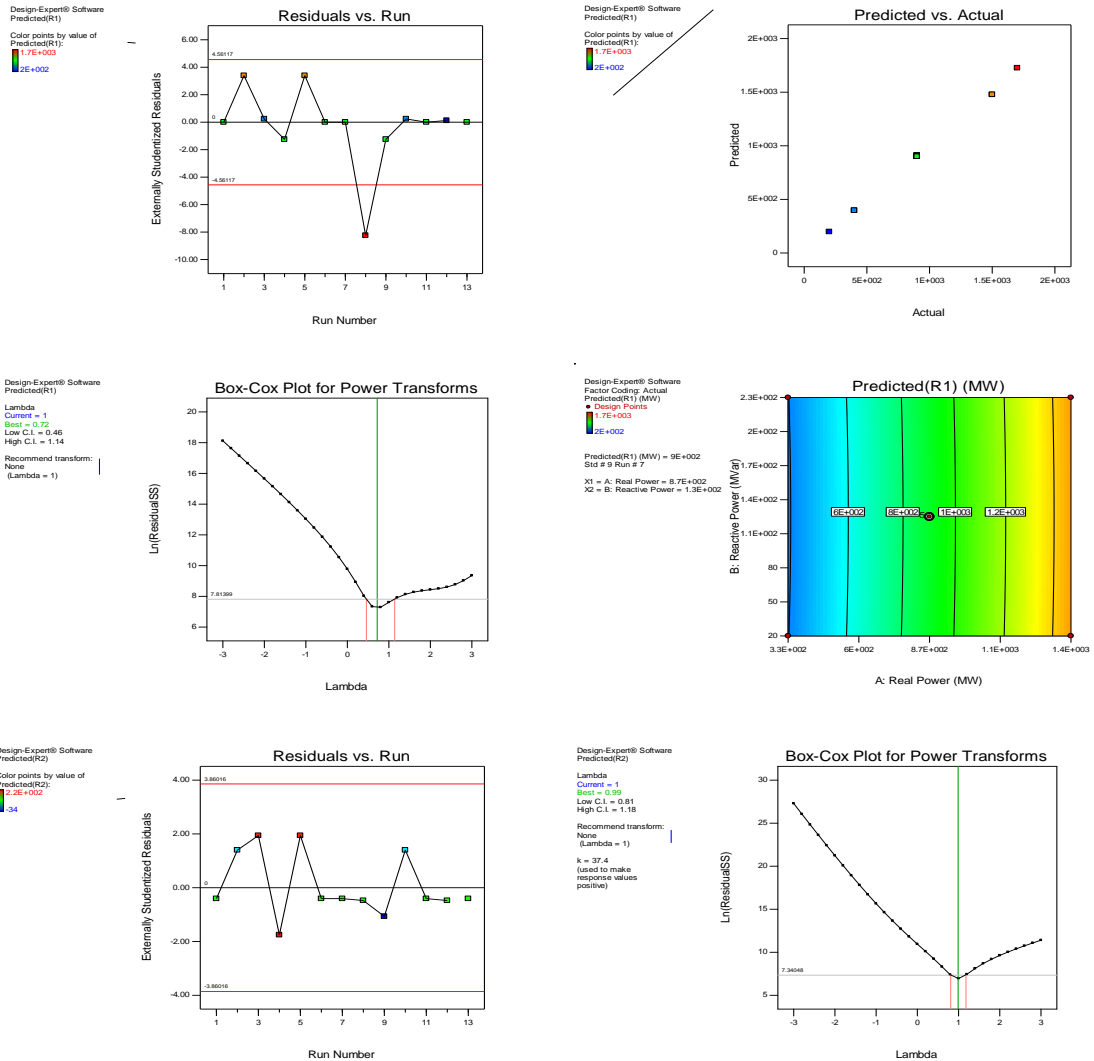 Design-Expert® Software
Predicted(R1)
Color points by value of
Predicted(R1):
1.7E+003
2E+002
Residuals vs. Run
Externally Studentized Residuals
6.00
4.00
2.00
0.00
-2.00
-4.00
-6.00
-8.00
-10.00
4.56117
0
-4.56117
1 3 5 7 9 11 13
Run Number
Design-Expert® Software
Predicted(R1)
Color points by value of
Predicted(R1):
1.7E+003
2E+002
Predicted vs. Actual
Predicted
2E+003
1.5E+003
1E+003
5E+002
0
0 5E+002 1E+003 1.5E+003 2E+003
Actual
Design-Expert® Software
Predicted(R1)
Lambda
Current = 1
Best = 0.72
Low C.I. = 0.46
High C.I. = 1.14
Recommend transform:
None
(Lambda = 1)
Box-Cox Plot for Power Transforms
Ln(ResidualSS)
20
18
16
14
12
10
8
6
7.81399
-3 -2 -1 0 1 2 3
Lambda
Design-Expert® Software
Factor Coding: Actual
Predicted(R1) (MW)
Design Points
1.7E+003
2E+002
Predicted(R1) (MW) = 9E+002
Std # 9 Run # 7
X1 = A: Real Power = 8.7E+002
X2 = B: Reactive Power = 1.3E+002
Predicted(R1) (MW)
B: Reactive Power (MVar)
2.3E+002
2E+002
1.7E+002
1.4E+002
1.1E+002
80
50
20
6E+002 8E+002 1E+003 1.2E+003
3.3E+002 6E+002 8.7E+002 1.1E+003 1.4E+003
A: Real Power (MW)
Design-Expert® Software
Predicted(R2)
Color points by value of
Predicted(R2):
2.2E+002
-34
Residuals vs. Run
Externally Studentized Residuals
4.00
2.00
0.00
-2.00
-4.00
3.86016
0
-3.86016
1 3 5 7 9 11 13
Run Number
Design-Expert® Software
Predicted(R2)
Lambda
Current = 1
Best = 0.99
Low C.I. = 0.81
High C.I. = 1.18
Recommend transform:
None
(Lambda = 1)
k = 37.4
(used to make
response values
positive)
Box-Cox Plot for Power Transforms
Ln(ResidualSS)
30
25
20
15
10
5
7.34048
-3 -2 -1 0 1 2 3
Lambda